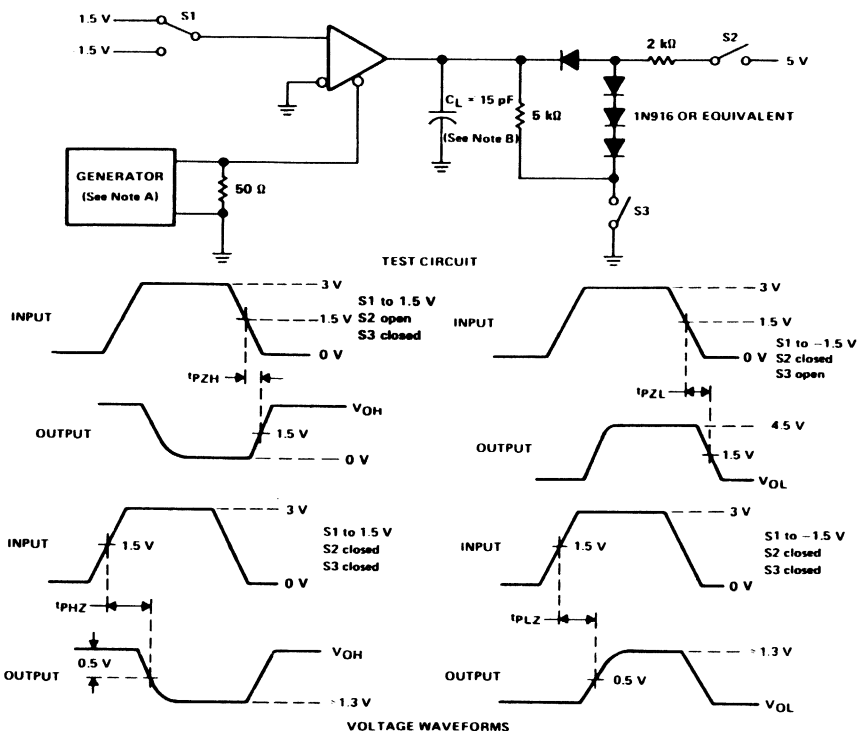 1.5 V
S1
1.5 V
2 kΩ
S2
5 V
CL = 15 pF
(See Note B)
5 kΩ
1N916 OR EQUIVALENT
GENERATOR
(See Note A)
50 Ω
S3
TEST CIRCUIT
INPUT
3 V
1.5 V
0 V
S1 to 1.5 V
S2 open
S3 closed
tPZH
OUTPUT
VOH
1.5 V
0 V
INPUT
3 V
1.5 V
0 V
S1 to −1.5 V
S2 closed
S3 open
tPZL
OUTPUT
4.5 V
1.5 V
VOL
INPUT
3 V
1.5 V
0 V
S1 to 1.5 V
S2 closed
S3 closed
tPHZ
0.5 V
OUTPUT
VOH
1.3 V
INPUT
3 V
1.5 V
0 V
S1 to −1.5 V
S2 closed
S3 closed
tPLZ
OUTPUT
1.3 V
0.5 V
VOL
VOLTAGE WAVEFORMS